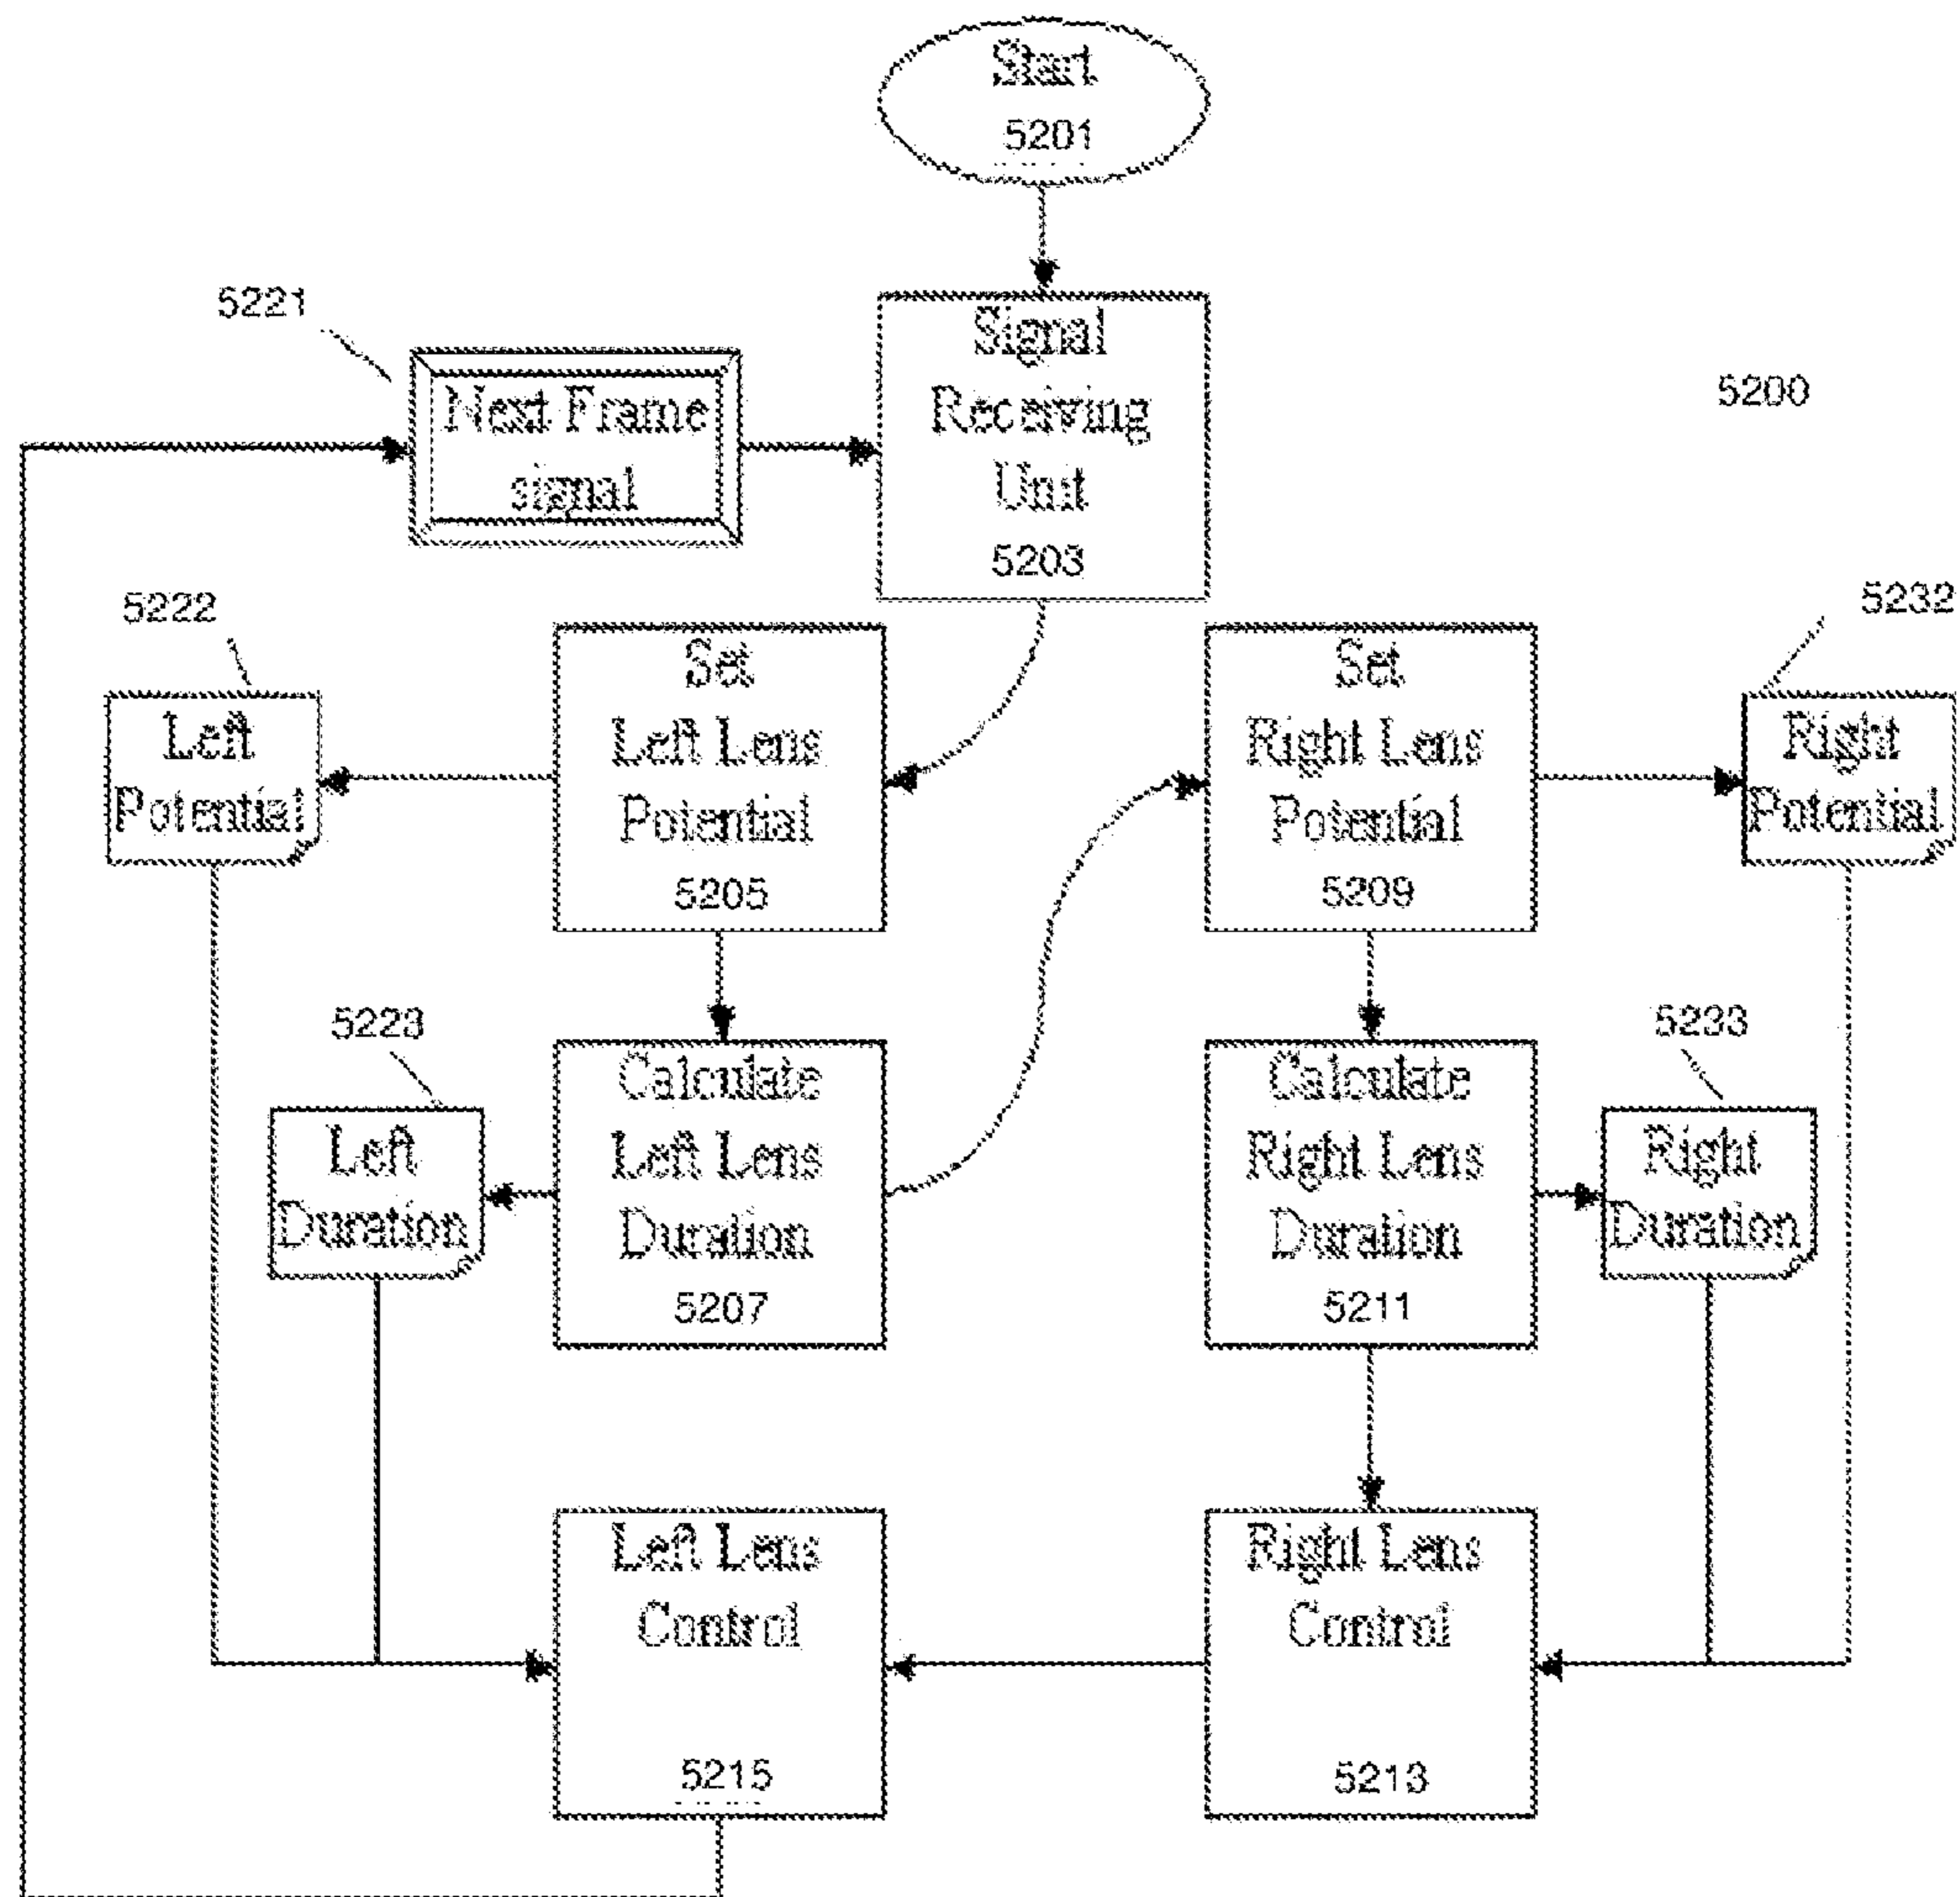 Start
5201
5221
Next Frame
signal
Signal
Receiving
Unit
5203
5200
5222
Left
Potential
Set
Left Lens
Potential
5205
Set
Right Lens
Potential
5209
5232
Right
Potential
5223
Left
Duration
Calculate
Left Lens
Duration
5207
Calculate
Right Lens
Duration
5211
5233
Right
Duration
Left Lens
Control
5215
Right Lens
Control
5213